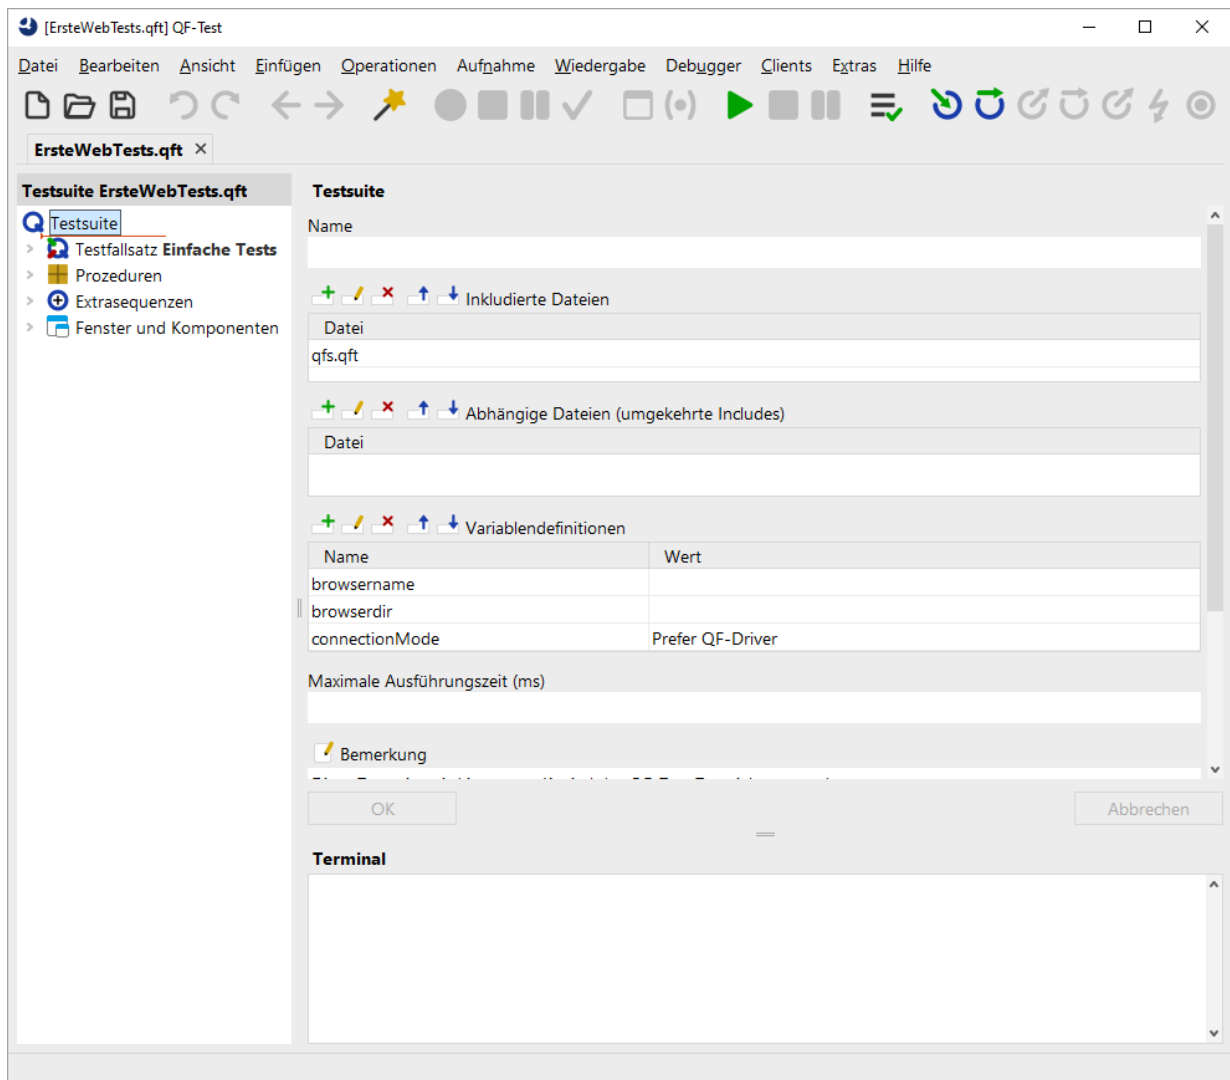 [ErsteWebTests.qft] QF-Test
Datei Bearbeiten Ansicht Einfügen Operationen Aufnahme Wiedergabe Debugger Clients Extras Hilfe
ErsteWebTests.qft
Testsuite ErsteWebTests.qft
Testsuite
Testfallsatz Einfache Tests
Prozeduren
Extrasequenzen
Fenster und Komponenten
Testsuite
Name
Inkludierte Dateien
Datei
qfs.qft
Abhängige Dateien (umgekehrte Includes)
Datei
Variablendefinitionen
Name Wert
browsername
browserdir
connectionMode Prefer QF-Driver
Maximale Ausführungszeit (ms)
Bemerkung
OK Abbrechen
Terminal